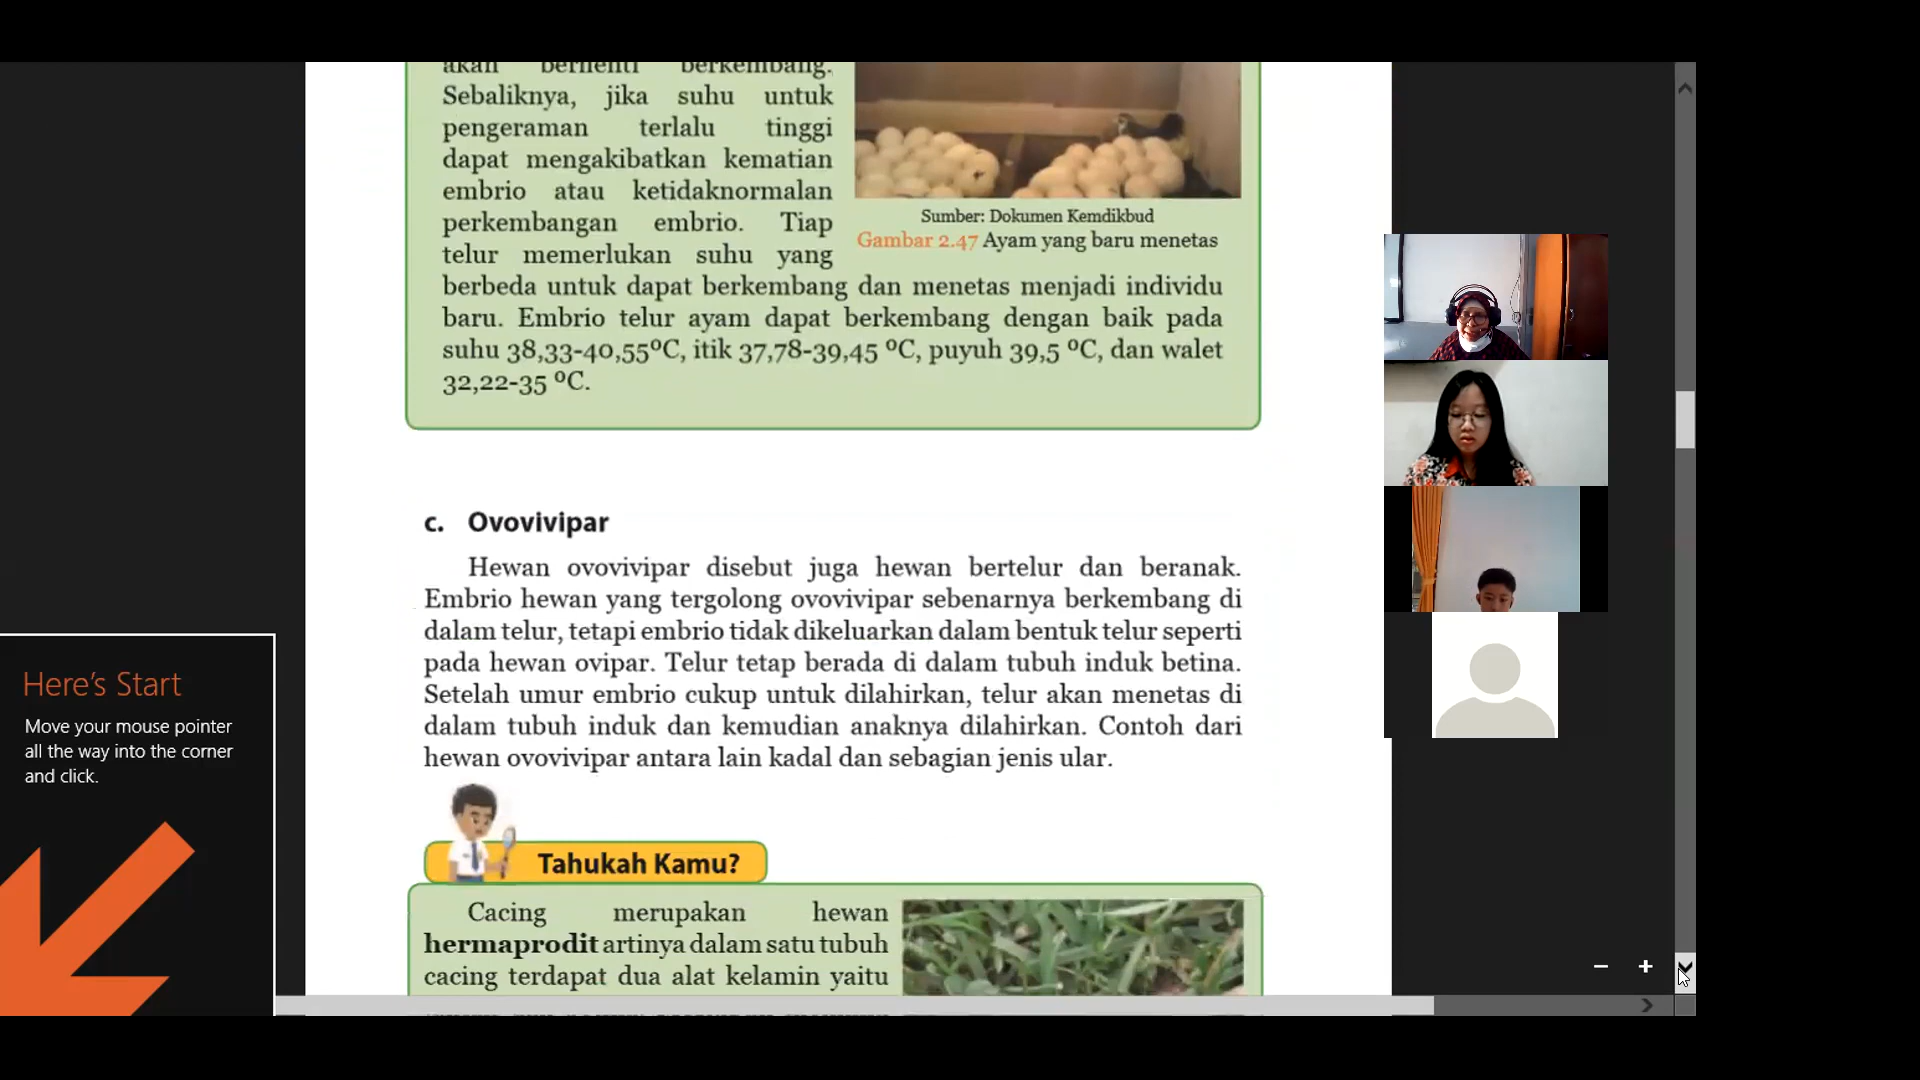 akan berhenti berkembang.
Sebaliknya, jika suhu untuk
pengeraman terlalu tinggi
dapat mengakibatkan kematian
embrio atau ketidaknormalan
perkembangan embrio. Tiap
telur memerlukan suhu yang
berbeda untuk dapat berkembang dan menetas menjadi individu
baru. Embrio telur ayam dapat berkembang dengan baik pada
suhu 38,33-40,55ºC, itik 37,78-39,45 ºC, puyuh 39,5 ºC, dan walet
32,22-35 ºC.
Sumber: Dokumen Kemdikbud
Gambar 2.47 Ayam yang baru menetas
c. Ovovivipar
Hewan ovovivipar disebut juga hewan bertelur dan beranak.
Embrio hewan yang tergolong ovovivipar sebenarnya berkembang di
dalam telur, tetapi embrio tidak dikeluarkan dalam bentuk telur seperti
pada hewan ovipar. Telur tetap berada di dalam tubuh induk betina.
Setelah umur embrio cukup untuk dilahirkan, telur akan menetas di
dalam tubuh induk dan kemudian anaknya dilahirkan. Contoh dari
hewan ovovivipar antara lain kadal dan sebagian jenis ular.
Tahukah Kamu?
Cacing merupakan hewan
hermaprodit artinya dalam satu tubuh
cacing terdapat dua alat kelamin yaitu
Here's Start
Move your mouse pointer
all the way into the corner
and click.